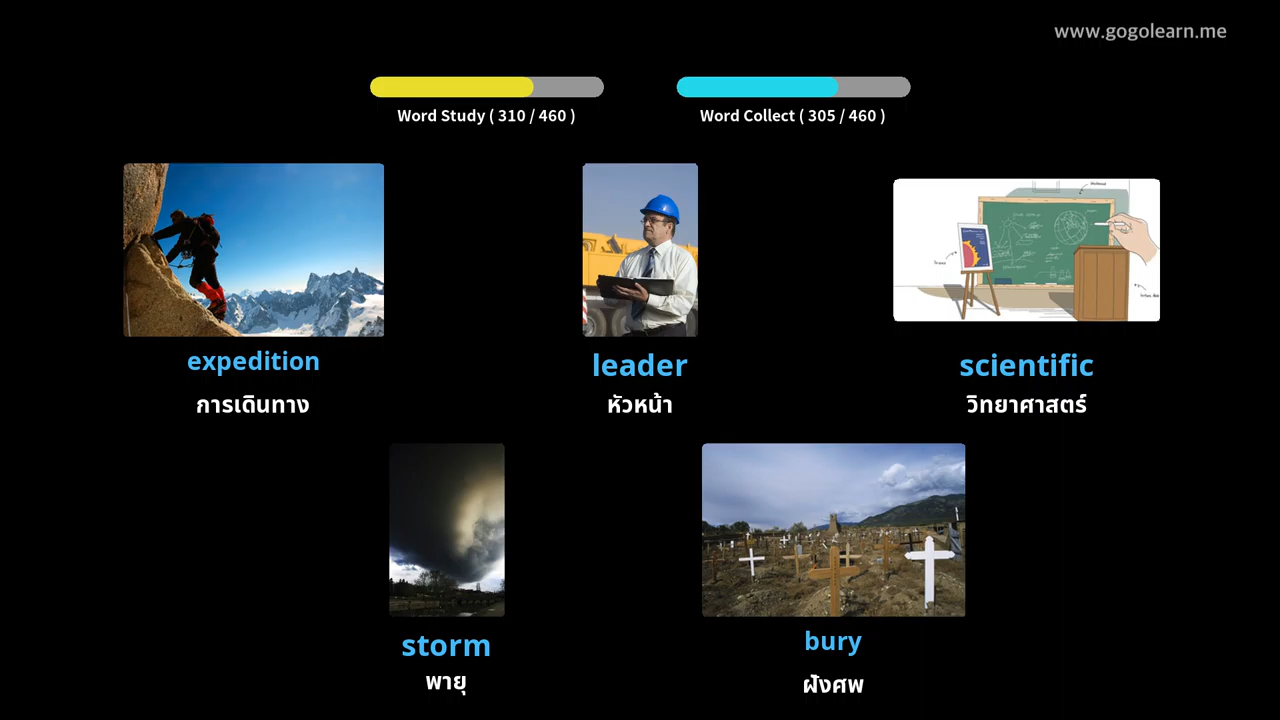 www.gogolearn.me
Word Study ( 310 / 460 )
Word Collect ( 305 / 460 )
expedition
การเดินทาง
leader
หัวหน้า
scientific
วิทยาศาสตร์
storm
พายุ
bury
ฝังศพ